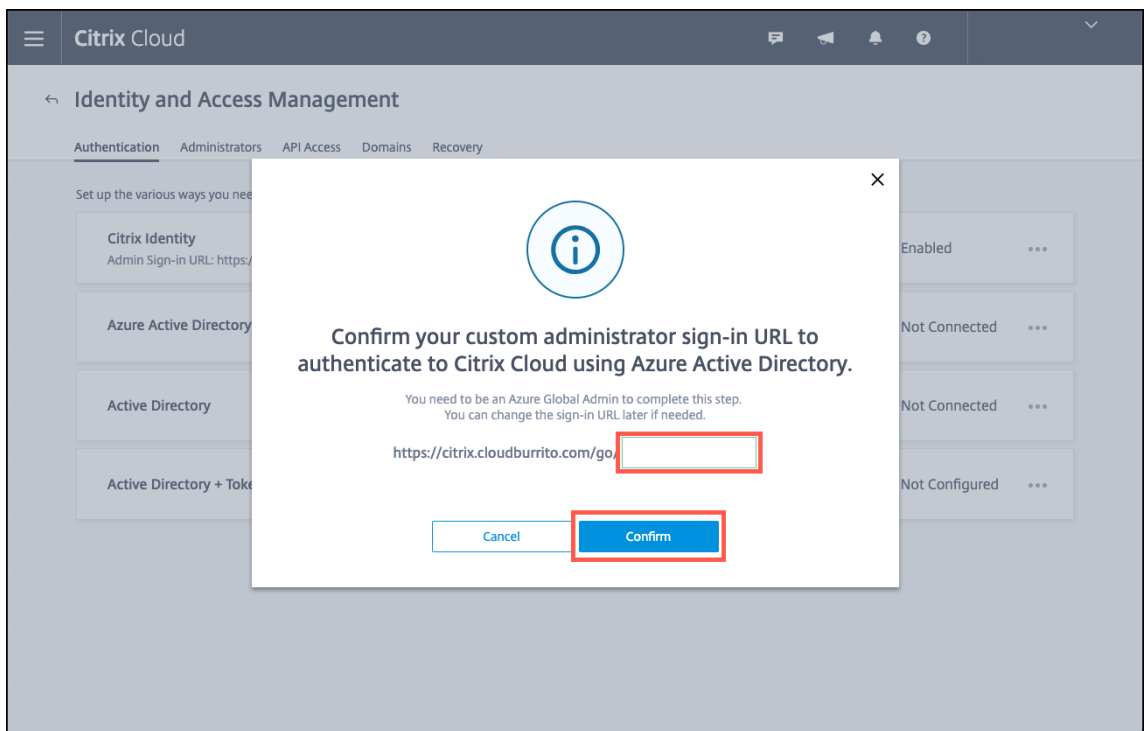 Citrix Cloud
Identity and Access Management
Authentication Administrators API Access Domains Recovery
Set up the various ways you nee
Citrix Identity
Admin Sign-in URL: https:/
Enabled
Azure Active Directory
Not Connected
Active Directory
Not Connected
Active Directory + Toke
Not Configured
Confirm your custom administrator sign-in URL to
authenticate to Citrix Cloud using Azure Active Directory.
You need to be an Azure Global Admin to complete this step.
You can change the sign-in URL later if needed.
https://citrix.cloudburrito.com/go/
Cancel
Confirm